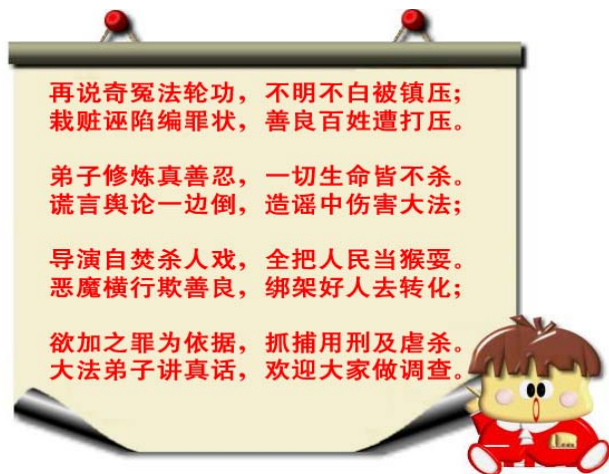 再说奇冤法轮功，不明不白被镇压；
栽赃诬陷编罪状，善良百姓遭打压。
弟子修炼真善忍，一切生命皆不杀。
谎言舆论一边倒，造谣中伤害大法；
导演自焚杀人戏，全把人民当猴耍。
恶魔横行欺善良，绑架好人去转化；
欲加之罪为依据，抓捕用刑及虐杀。
大法弟子讲真话，欢迎大家做调查。